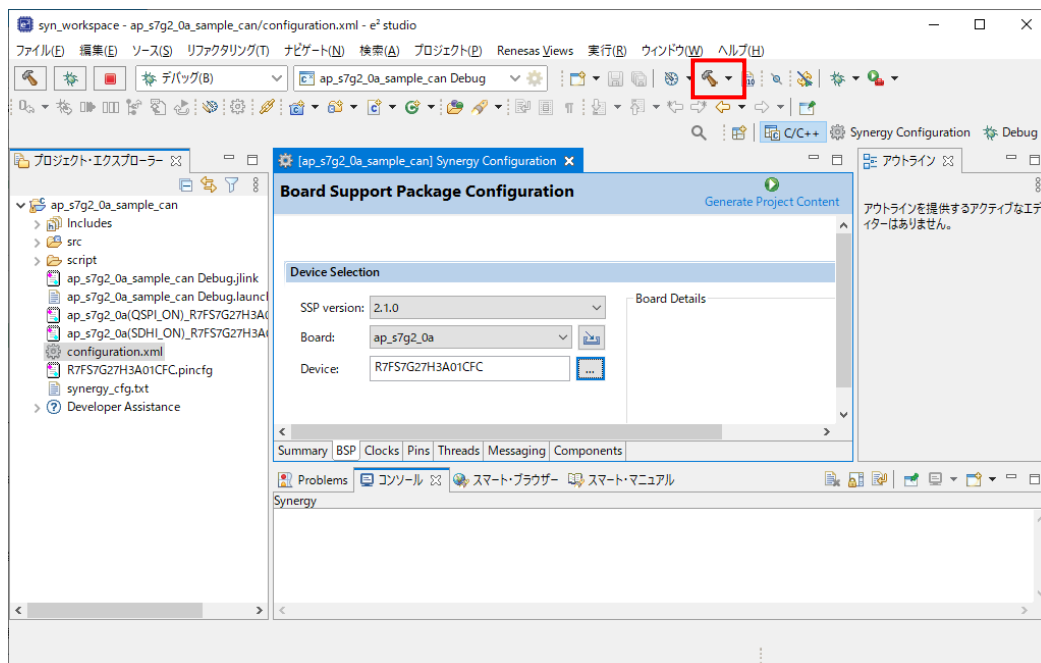 syn_workspace - ap_s7g2_0a_sample_can/configuration.xml - e² studio
ファイル(F) 編集(E) ソース(S) リファクタリング(T) ナビゲート(N) 検索(A) プロジェクト(P) Renesas Views 実行(R) ウィンドウ(W) ヘルプ(H)
デバッグ(B) ap_s7g2_0a_sample_can Debug
C/C++ Synergy Configuration Debug
プロジェクト・エクスプローラー
ap_s7g2_0a_sample_can
Includes
src
script
ap_s7g2_0a_sample_can Debug.jlink
ap_s7g2_0a_sample_can Debug.launcl
ap_s7g2_0a(QSPI_ON)_R7FS7G27H3A0
ap_s7g2_0a(SDHI_ON)_R7FS7G27H3A
configuration.xml
R7FS7G27H3A01CFC.pincfg
synergy_cfg.txt
Developer Assistance
[ap_s7g2_0a_sample_can] Synergy Configuration
Board Support Package Configuration
Generate Project Content
Device Selection
SSP version: 2.1.0
Board: ap_s7g2_0a
Device: R7FS7G27H3A01CFC
...
Board Details
Summary BSP Clocks Pins Threads Messaging Components
アウトライン
アウトラインを提供するアクティブなエデ
ィターはありません。
Problems コンソール スマート・ブラウザー スマート・マニュアル
Synergy